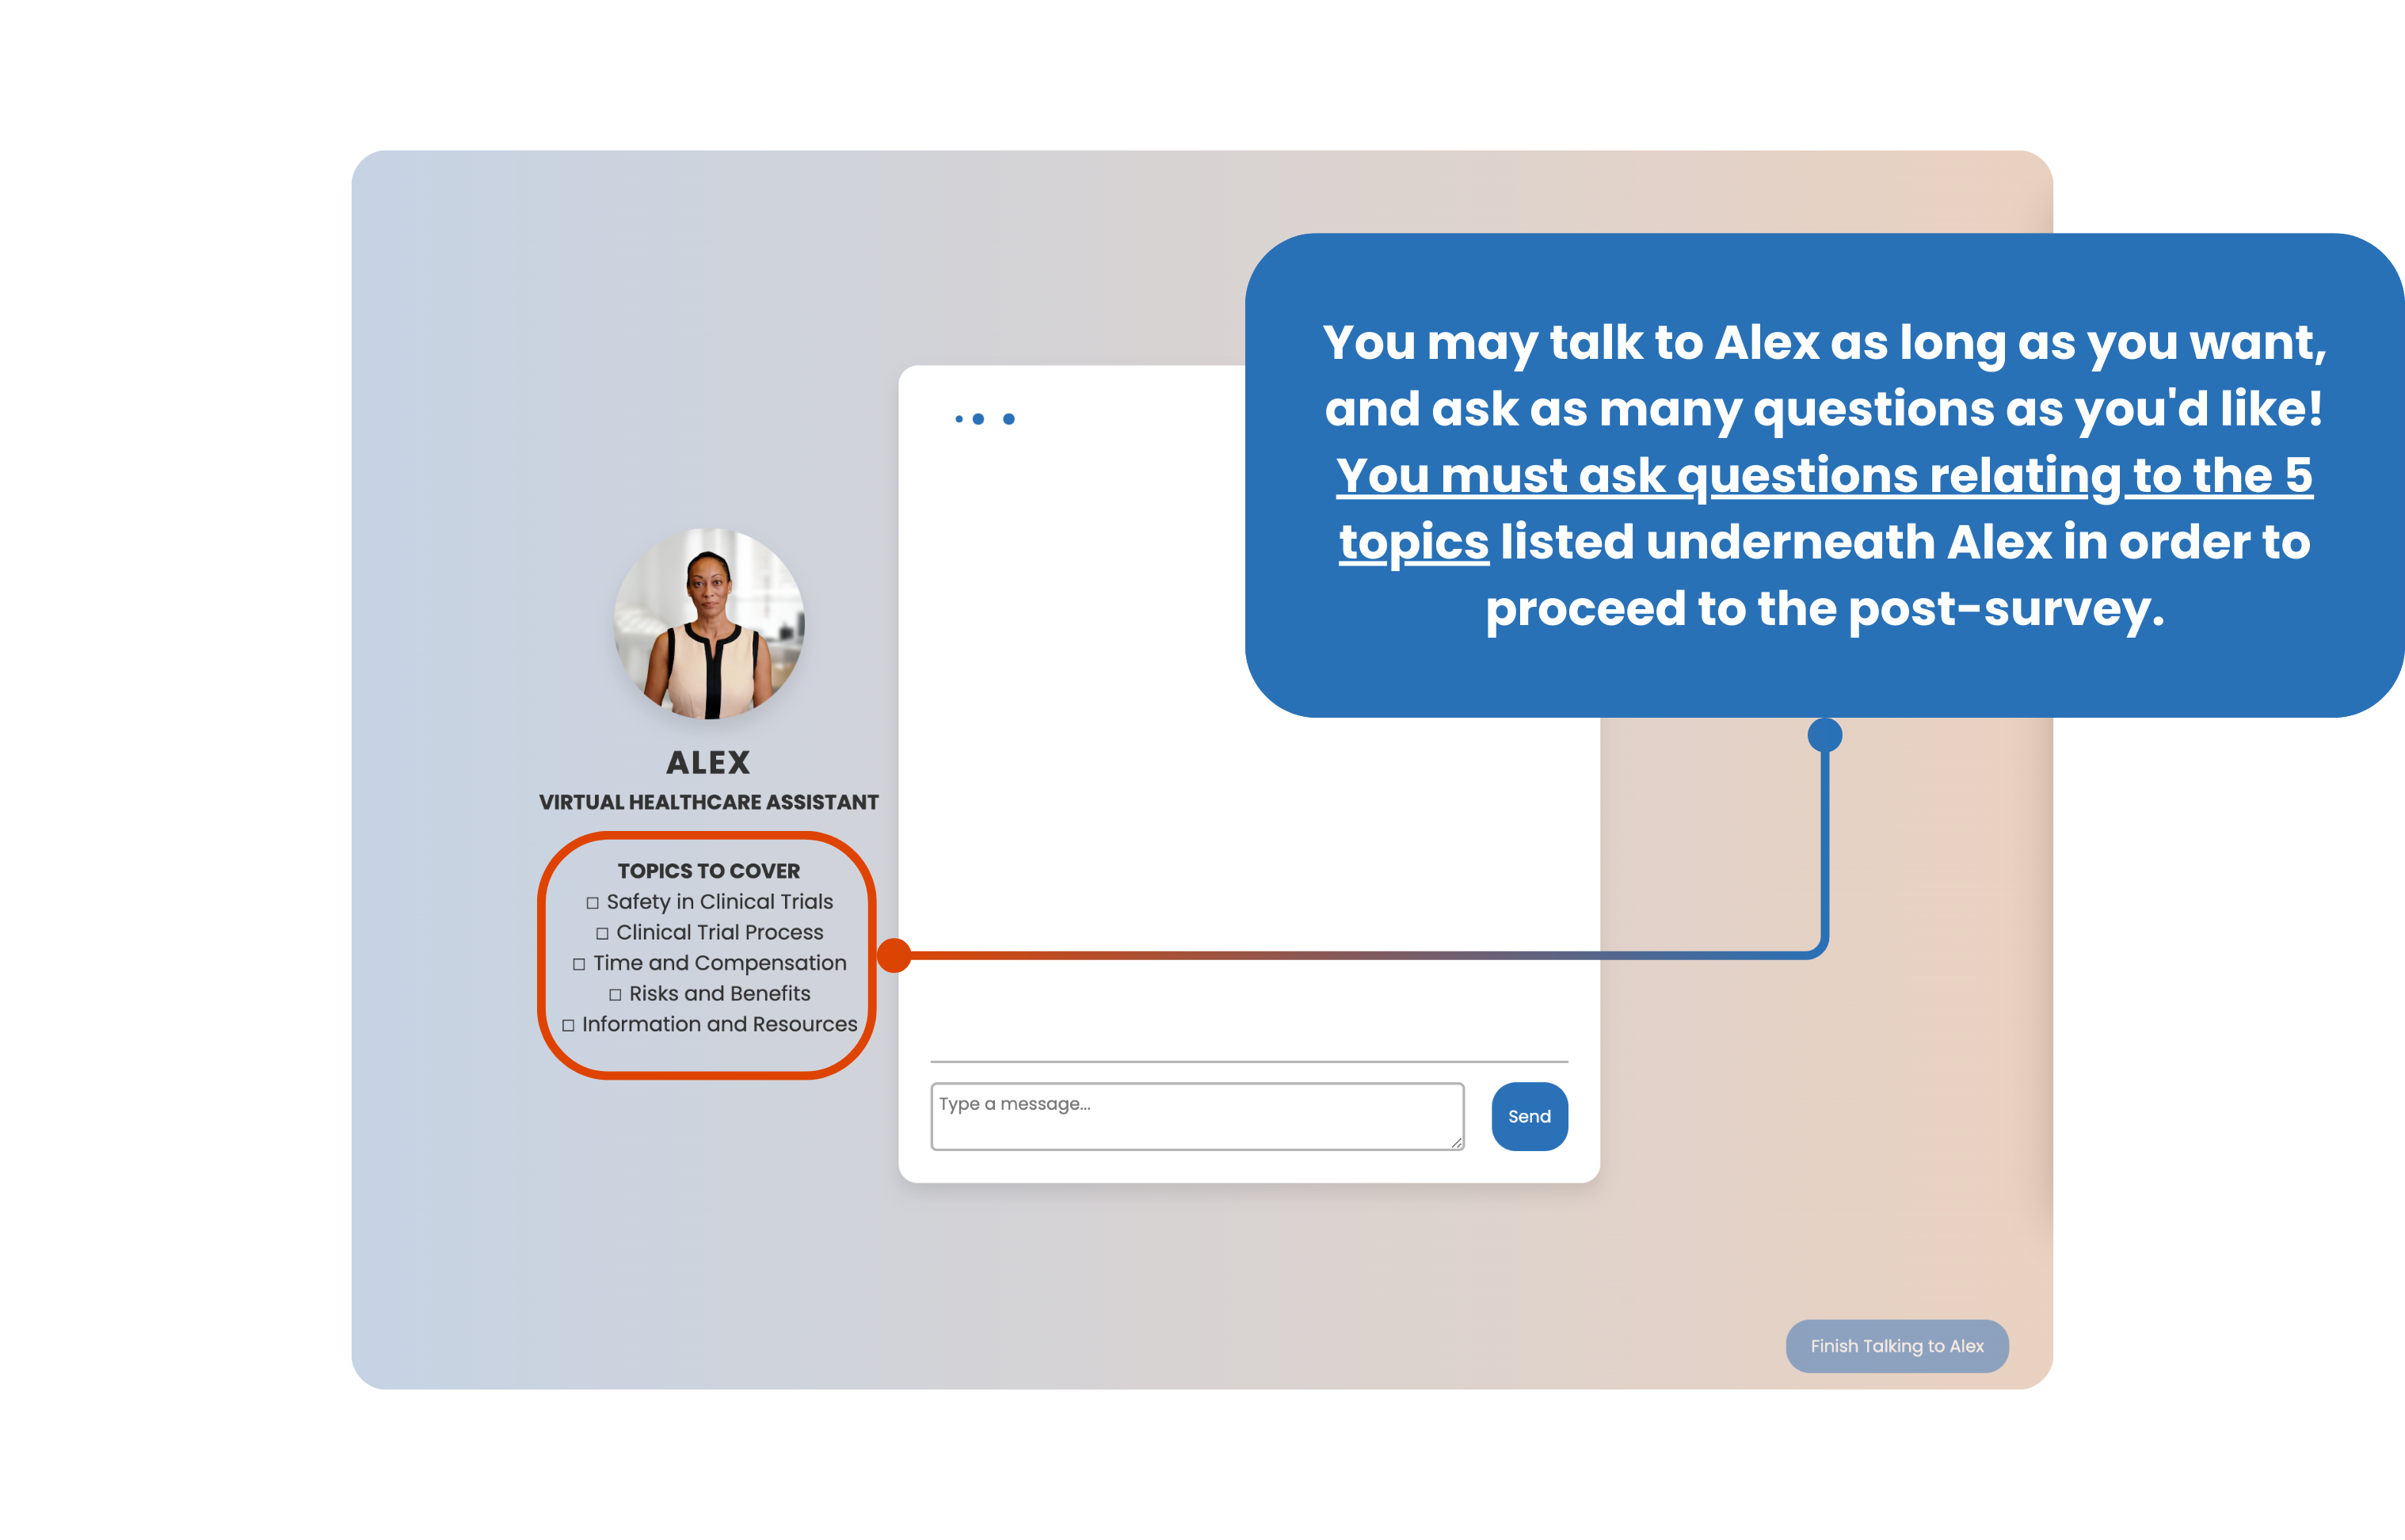 You may talk to Alex as long as you want,
and ask as many questions as you'd like!
You must ask questions relating to the 5
topics listed underneath Alex in order to
proceed to the post-survey.
ALEX
VIRTUAL HEALTHCARE ASSISTANT
TOPICS TO COVER
☐ Safety in Clinical Trials
☐ Clinical Trial Process
☐ Time and Compensation
☐ Risks and Benefits
☐ Information and Resources
Type a message...
Send
Finish Talking to Alex